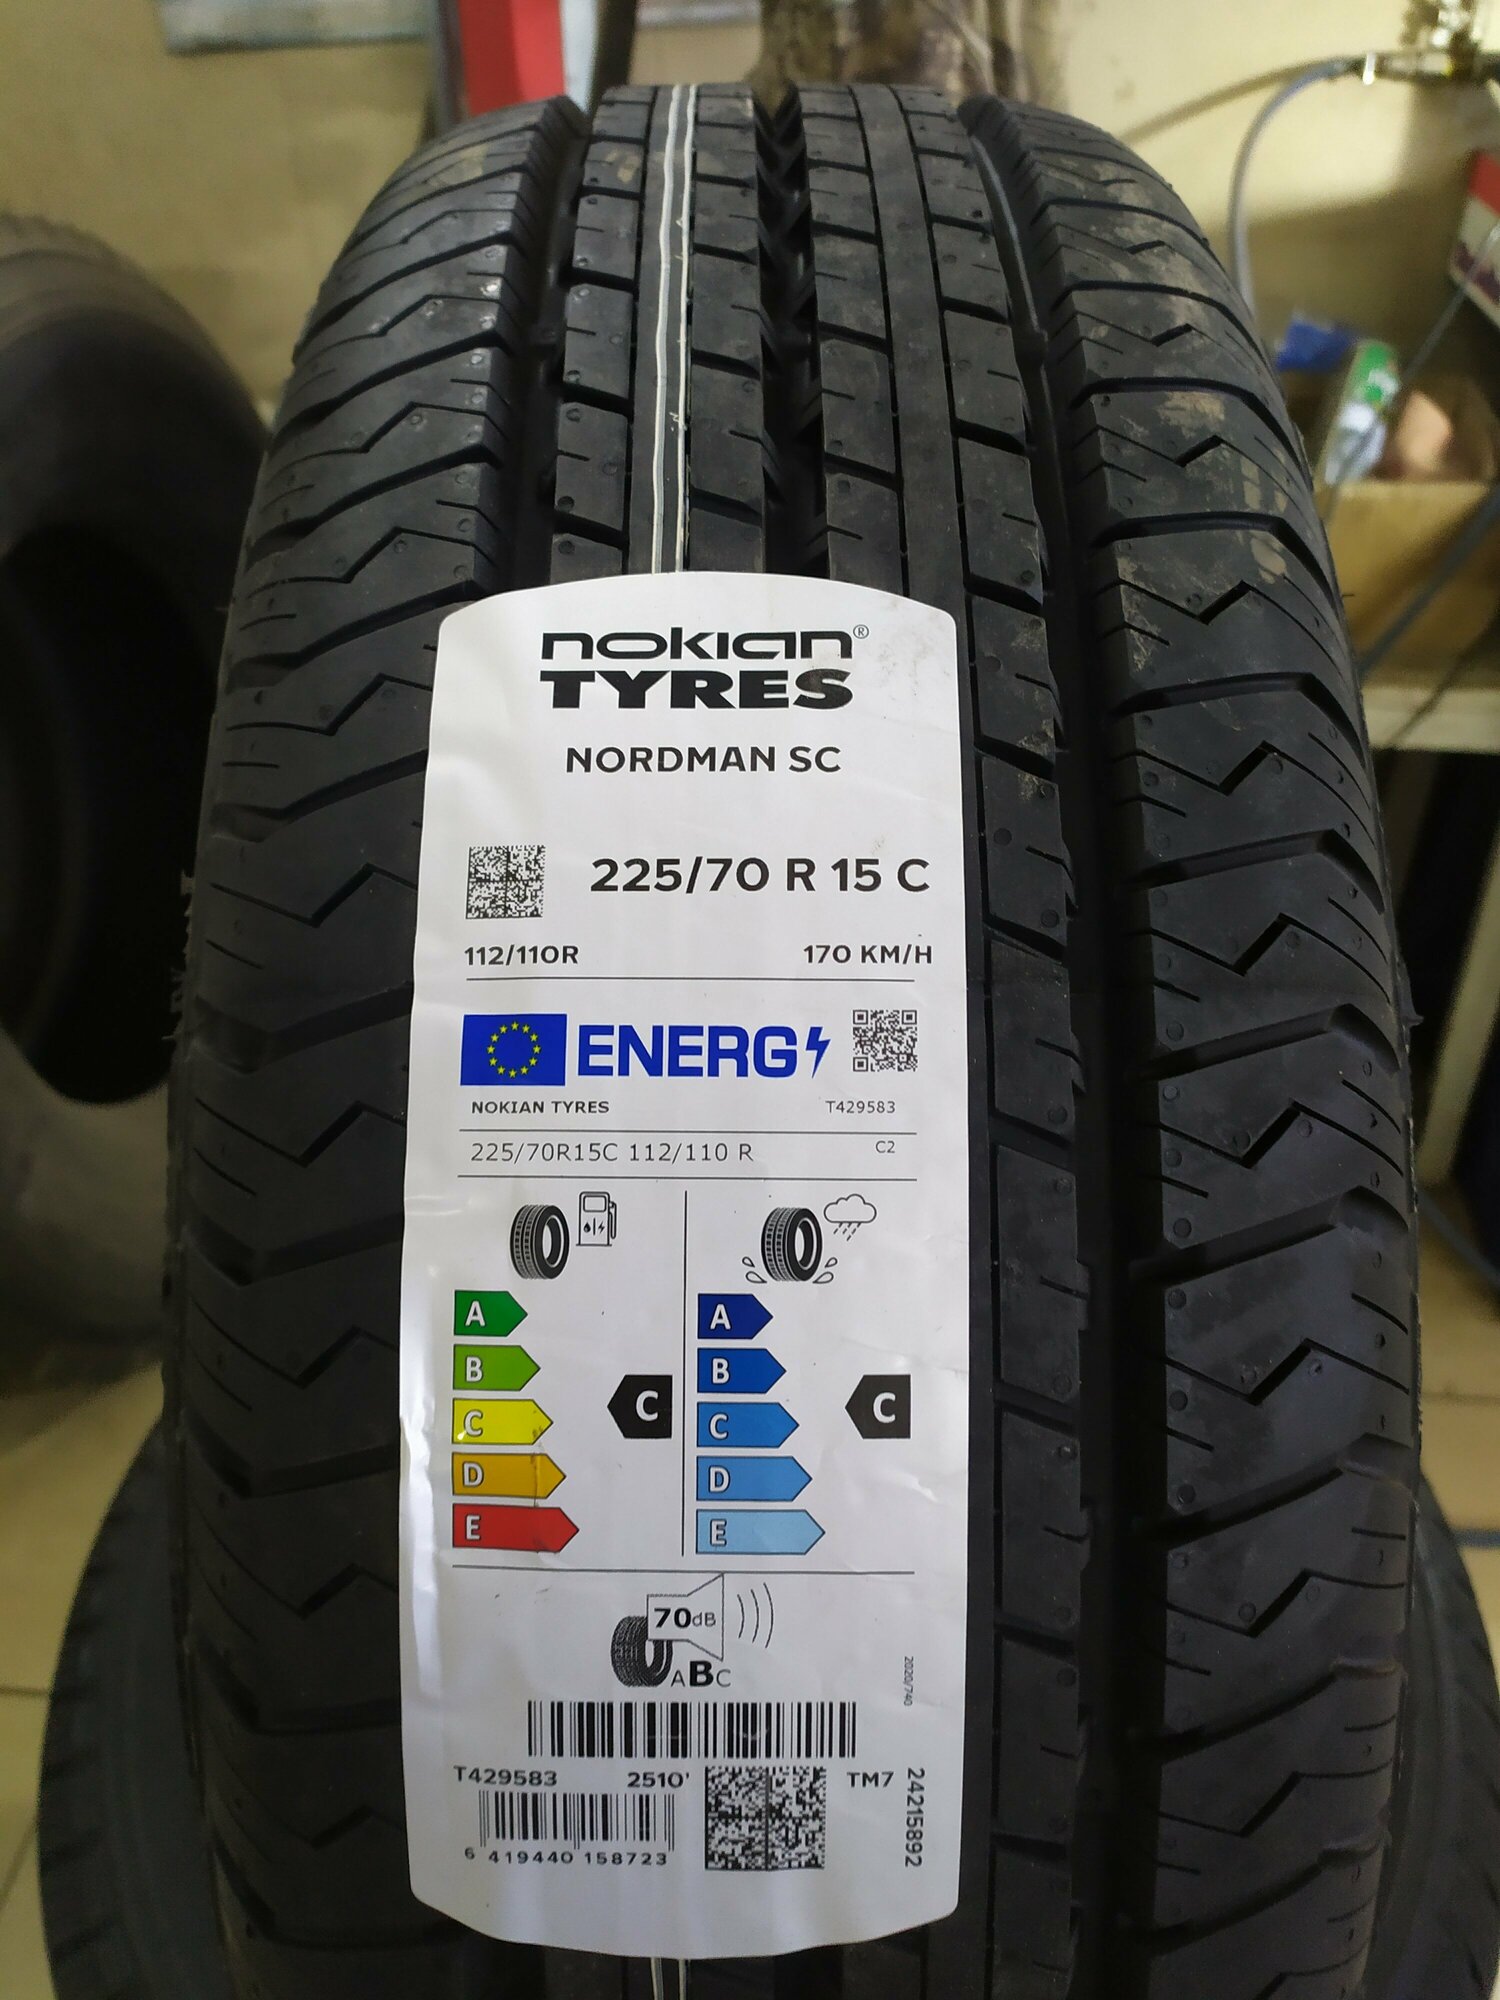 nokian®
TYRES
NORDMAN SC
225/70 R 15 C
112/110R 170 KM/H
ENERG
NOKIAN TYRES T429583
225/70R15C 112/110 R C2
A A
B B
C C C C
D D
E E
70dB
ABC
2020/740
T429583 2510' TM7
24215892
6 419440 158723